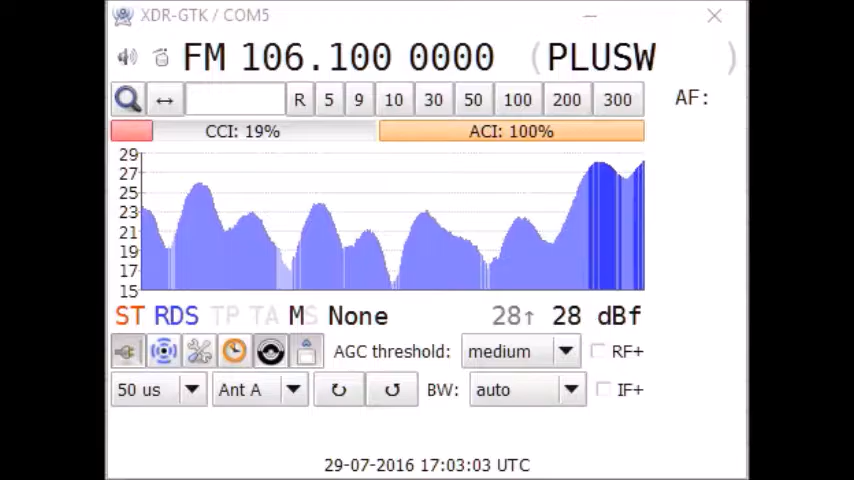 XDR-GTK / COM5
FM 106.100 0000 ( PLUSW )
R 5 9 10 30 50 100 200 300 AF:
CCI: 19% ACI: 100%
29
27
25
23
21
19
17
15
ST RDS TP TA MS None 28↑ 28 dBf
AGC threshold: medium RF+
50 us Ant A ↻ ↺ BW: auto IF+
29-07-2016 17:03:03 UTC